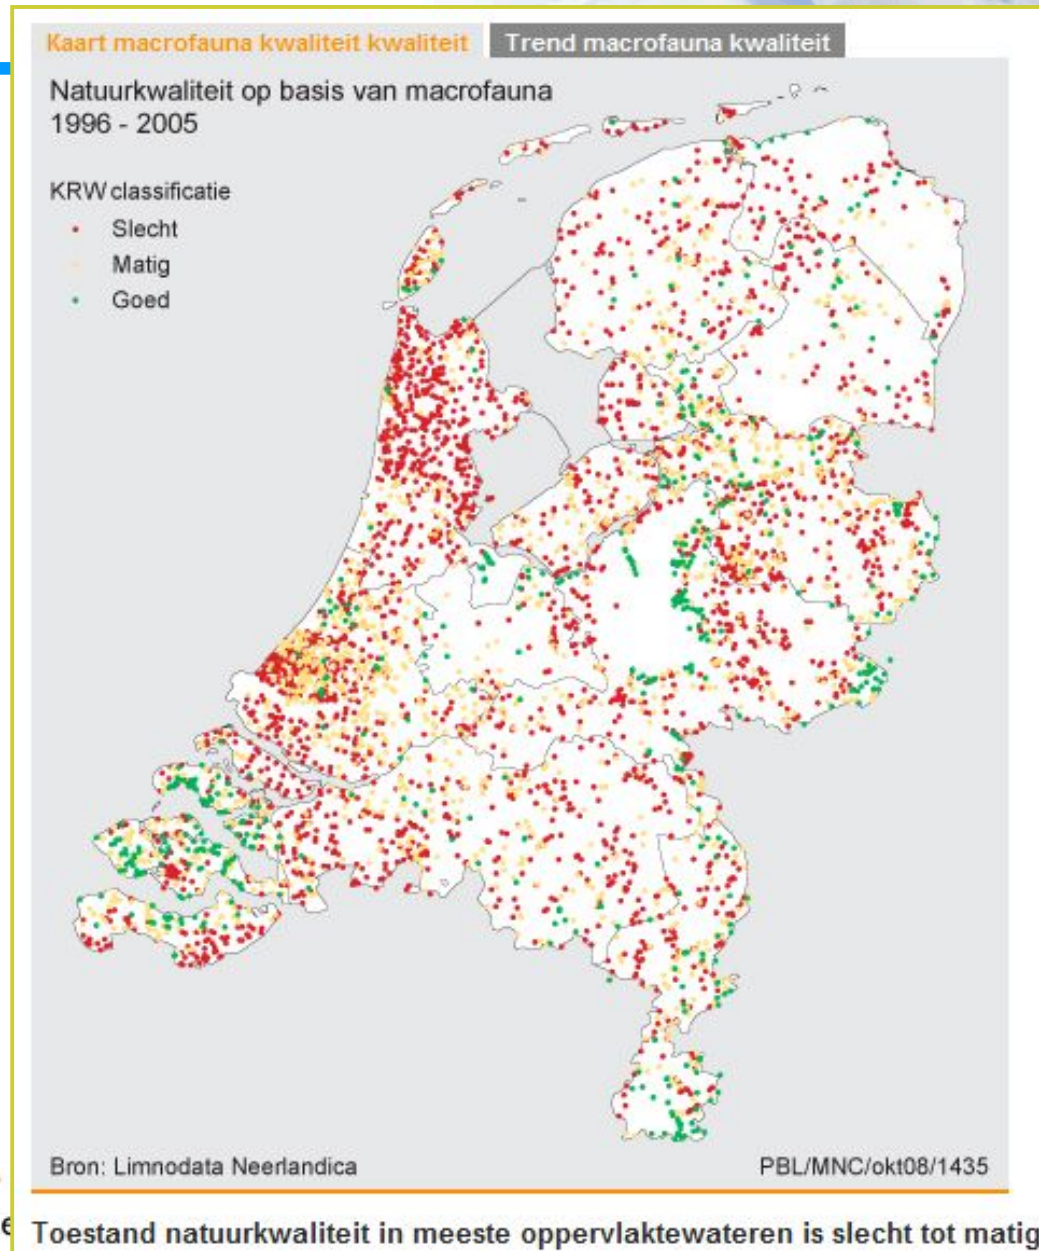 Kaart macrofauna kwaliteit kwaliteit
Trend macrofauna kwaliteit
Natuurkwaliteit op basis van macrofauna
1996 - 2005
KRW classificatie
Slecht
Matig
Goed
Bron: Limnodata Neerlandica
PBL/MNC/okt08/1435
Toestand natuurkwaliteit in meeste oppervlaktewateren is slecht tot matig